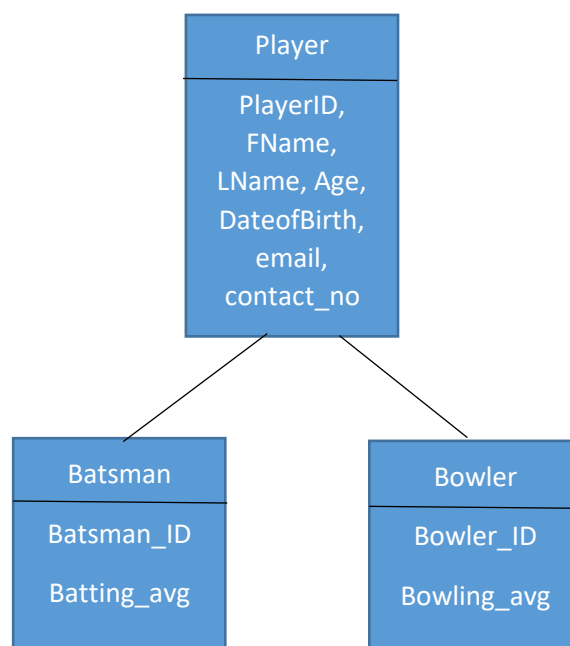 Player
PlayerID,
FName,
LName, Age,
DateofBirth,
email,
contact_no
Batsman
Batsman_ID
Batting_avg
Bowler
Bowler_ID
Bowling_avg